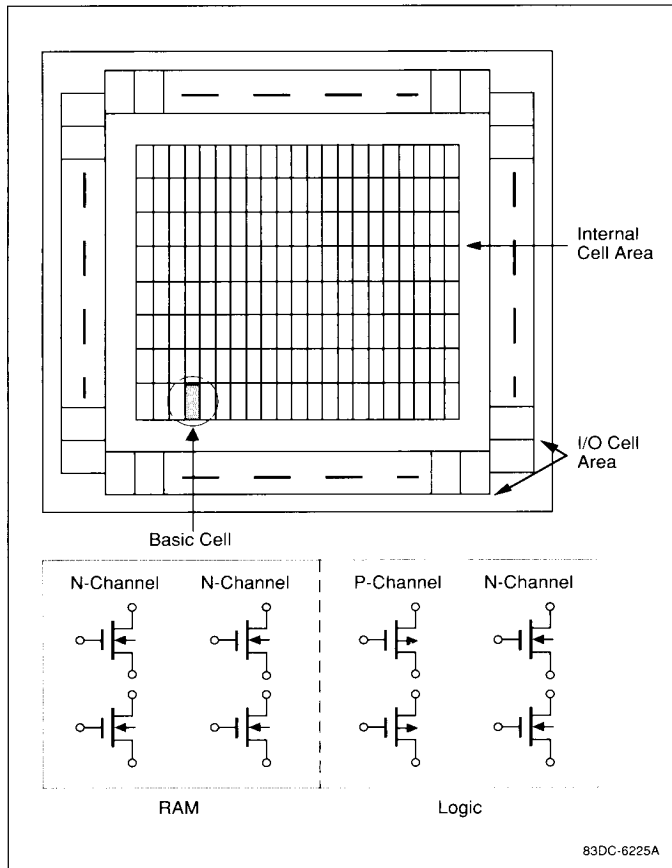 Internal
Cell Area
I/O Cell
Area
Basic Cell
N-Channel N-Channel P-Channel N-Channel
RAM Logic
83DC-6225A